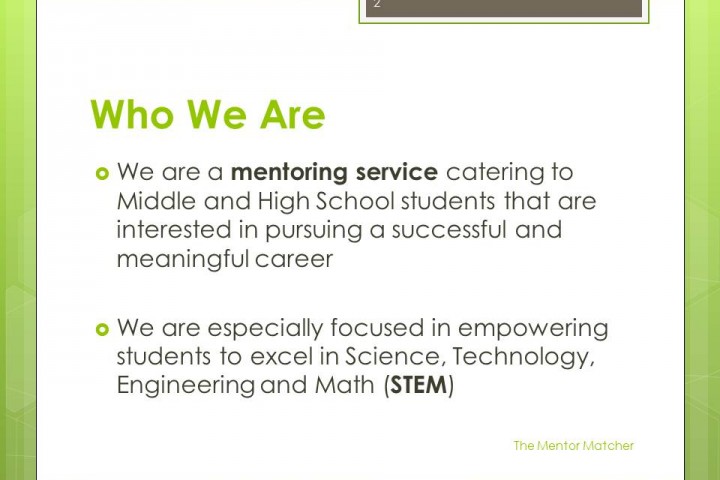 2
Who We Are
We are a mentoring service catering to
Middle and High School students that are
interested in pursuing a successful and
meaningful career
We are especially focused in empowering
students to excel in Science, Technology,
Engineering and Math (STEM)
The Mentor Matcher